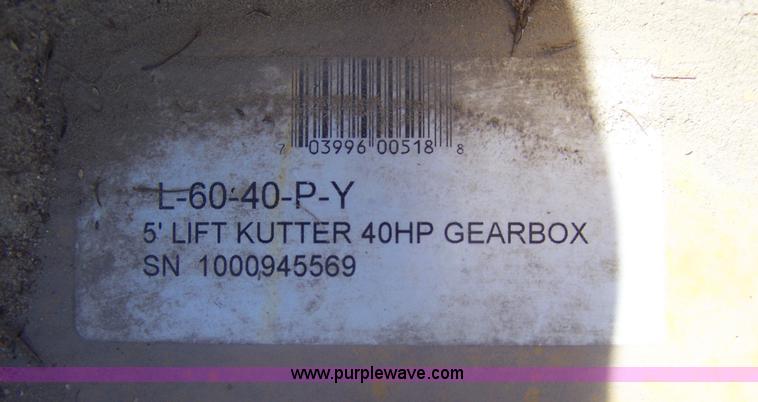 7 03996 00518 8
L-60-40-P-Y
5' LIFT KUTTER 40HP GEARBOX
SN 1000945569
www.purplewave.com